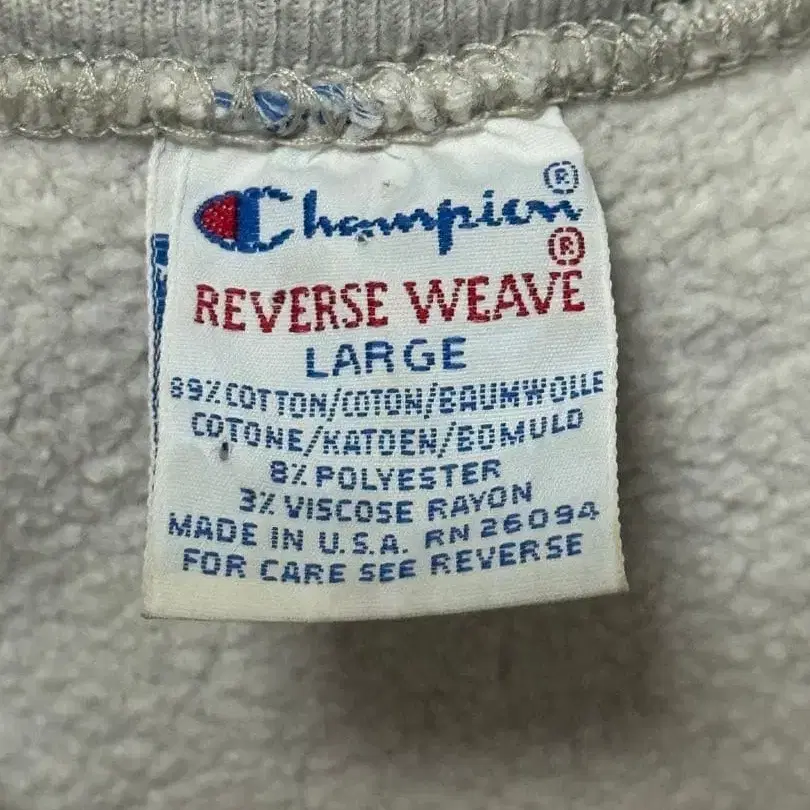 Champion®
REVERSE WEAVE®
LARGE
89% COTTON/COTON/BAUMWOLLE
COTONE/KATOEN/BOMULD
8% POLYESTER
3% VISCOSE RAYON
MADE IN U.S.A. RN 26094
FOR CARE SEE REVERSE